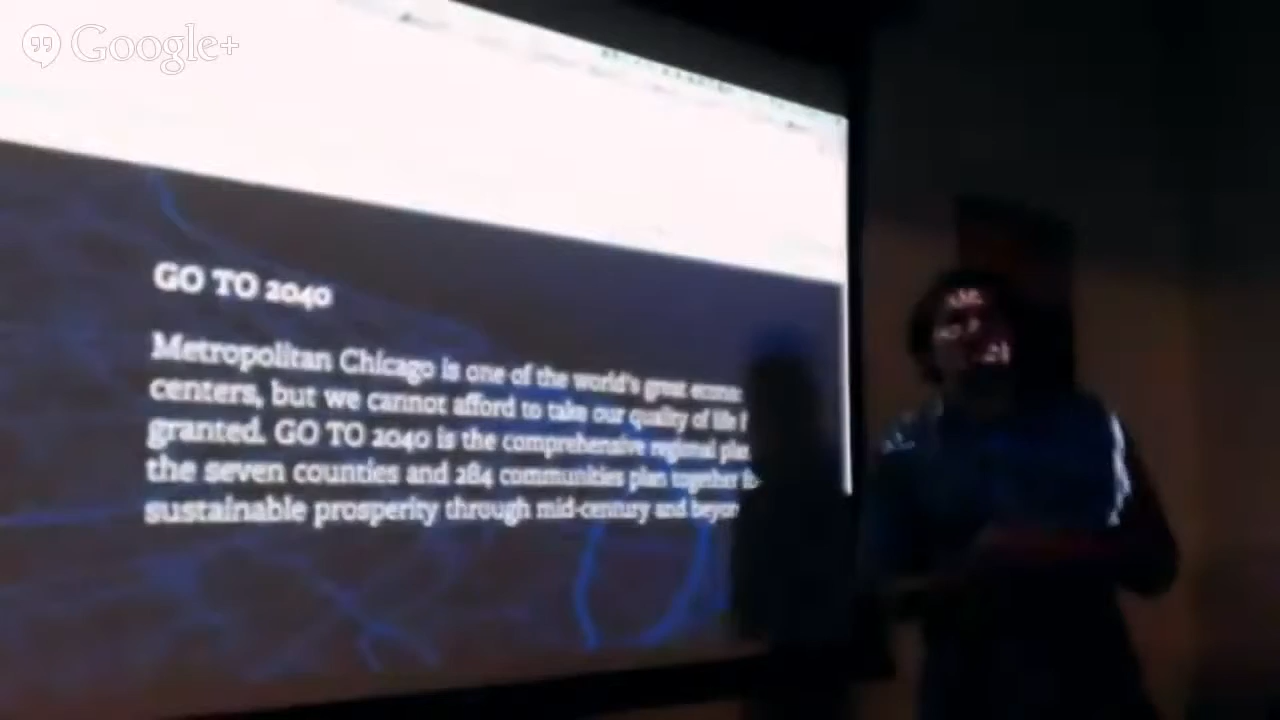 Google+
GO TO 2040
Metropolitan Chicago is one of the world's great
centers, but we cannot afford to take our quality of life
granted. GO TO 2040 is the comprehensive regional
the seven counties and 284 communities plan together
sustainable prosperity through mid-century and